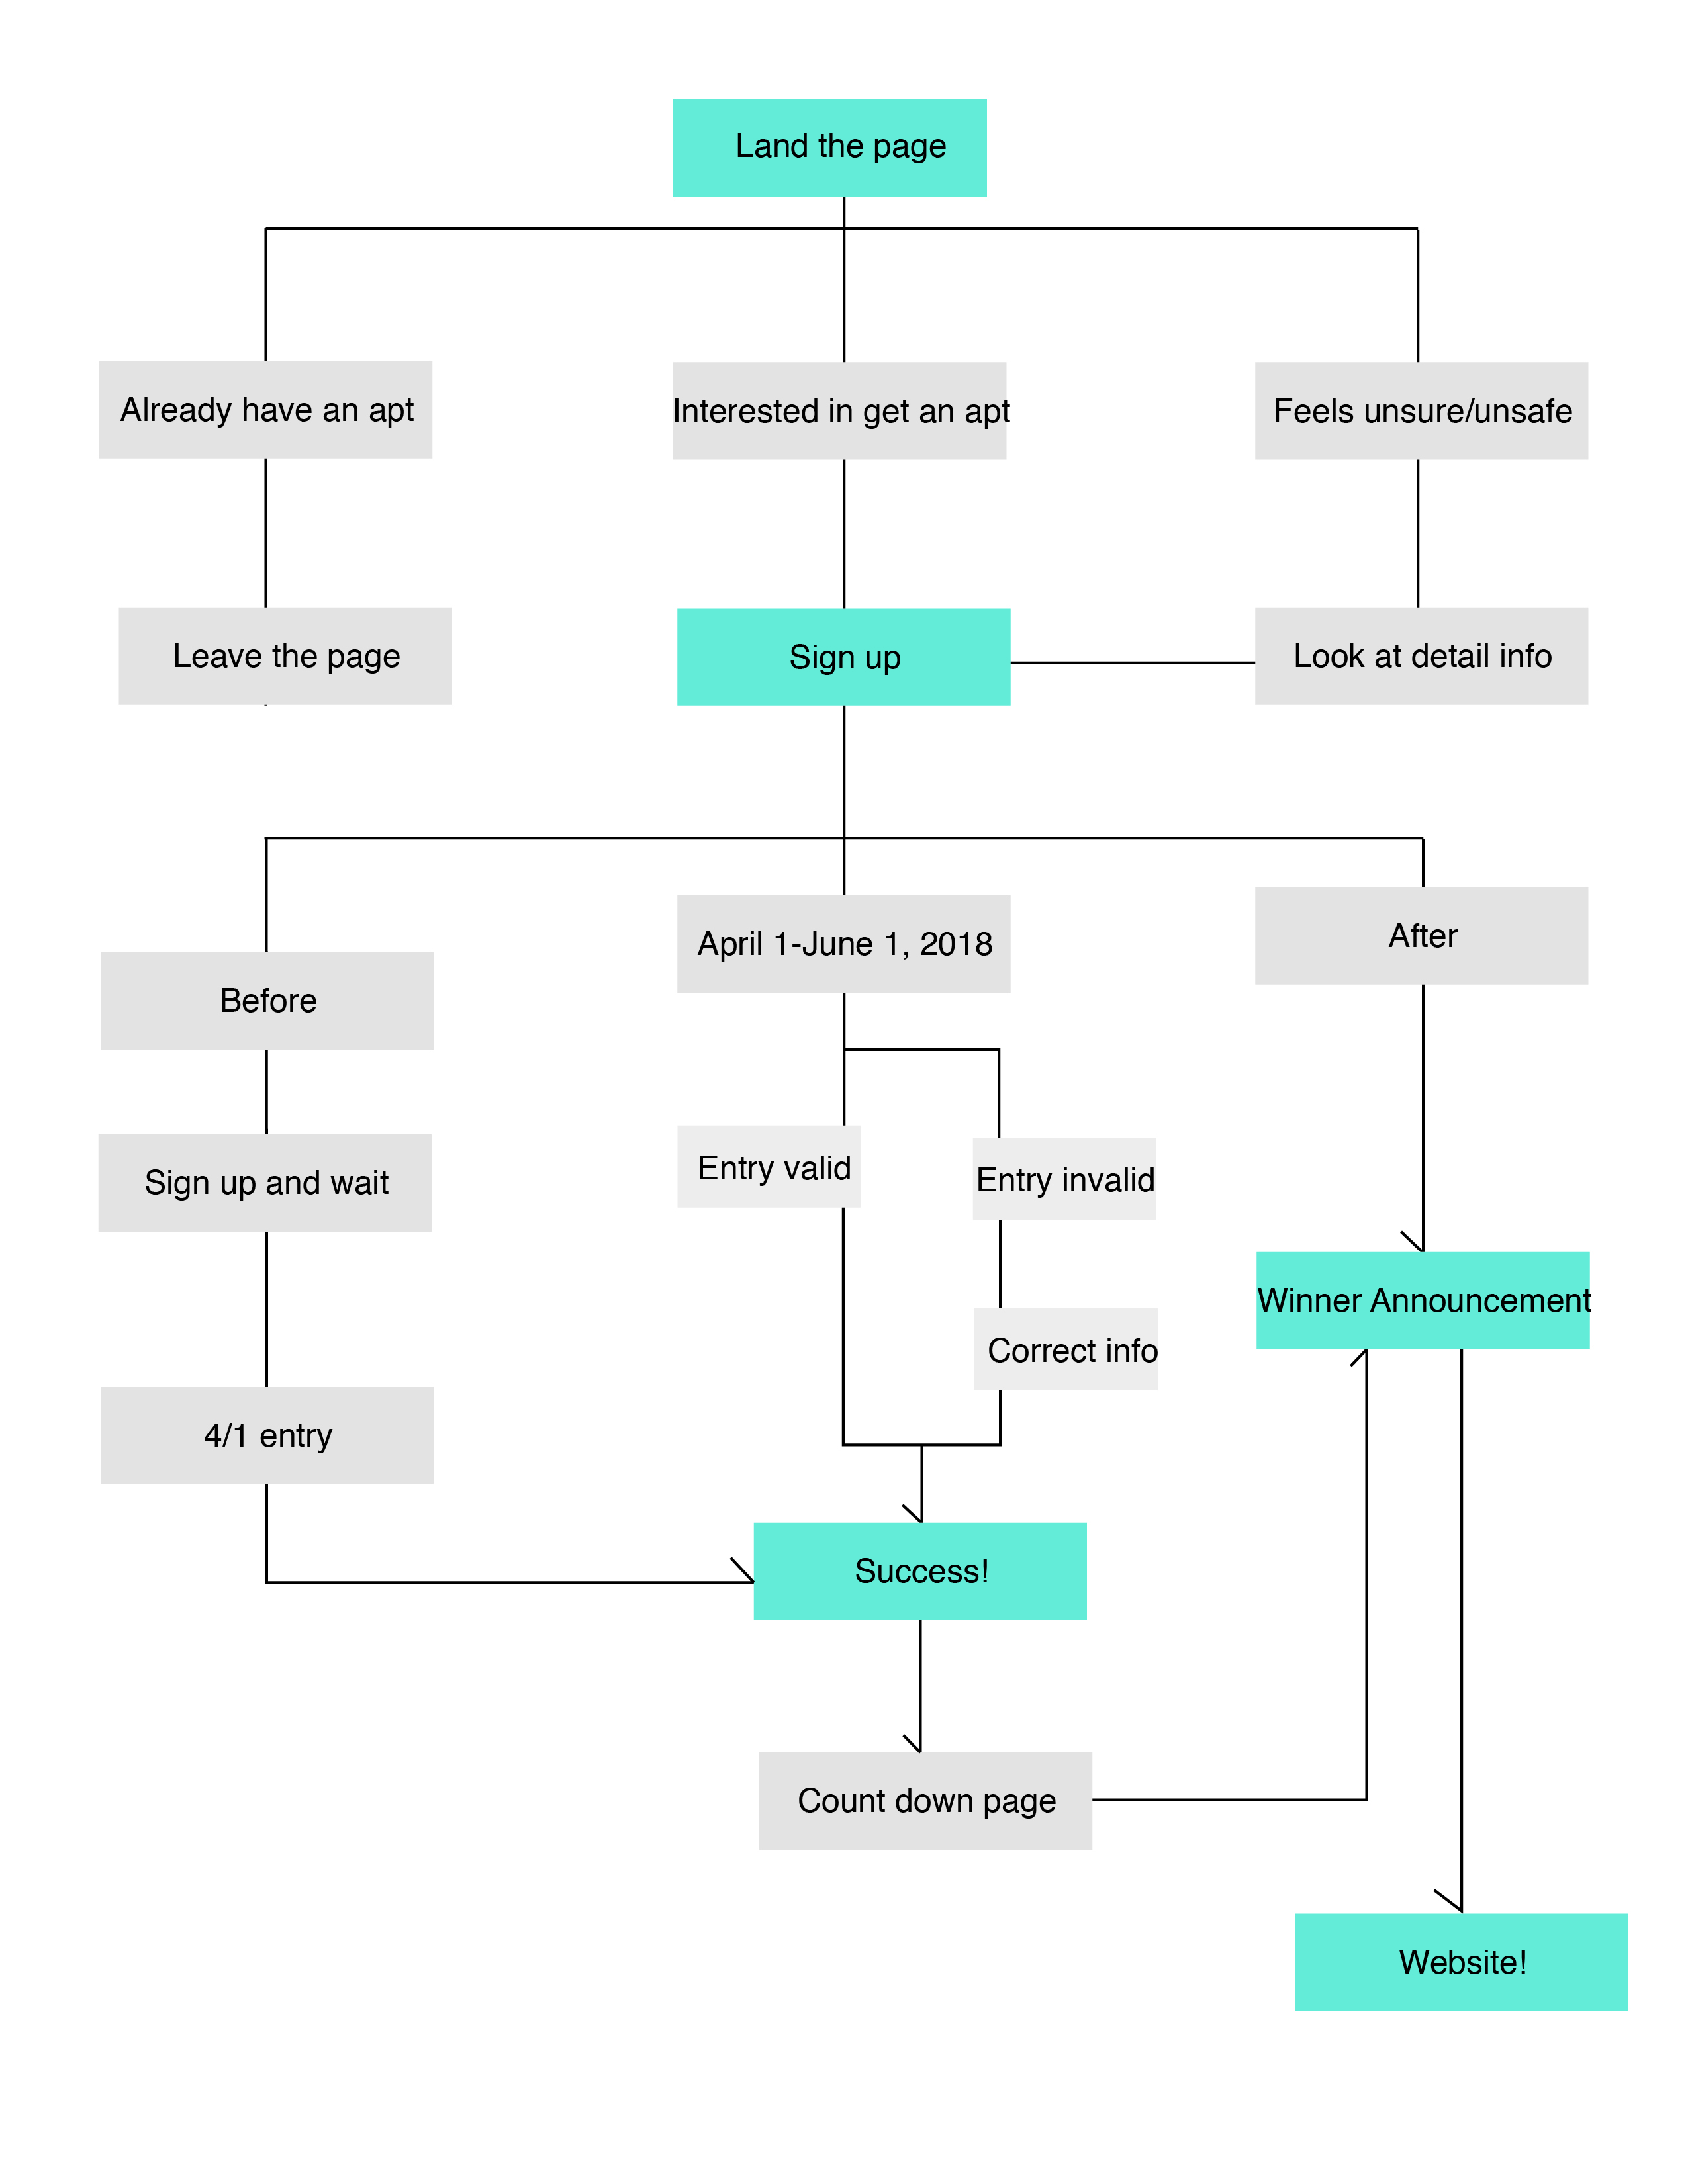 Land the page
Already have an apt
Interested in get an apt
Feels unsure/unsafe
Leave the page
Sign up
Look at detail info
Before
April 1-June 1, 2018
After
Sign up and wait
Entry valid
Entry invalid
Winner Announcement
Correct info
4/1 entry
Success!
Count down page
Website!